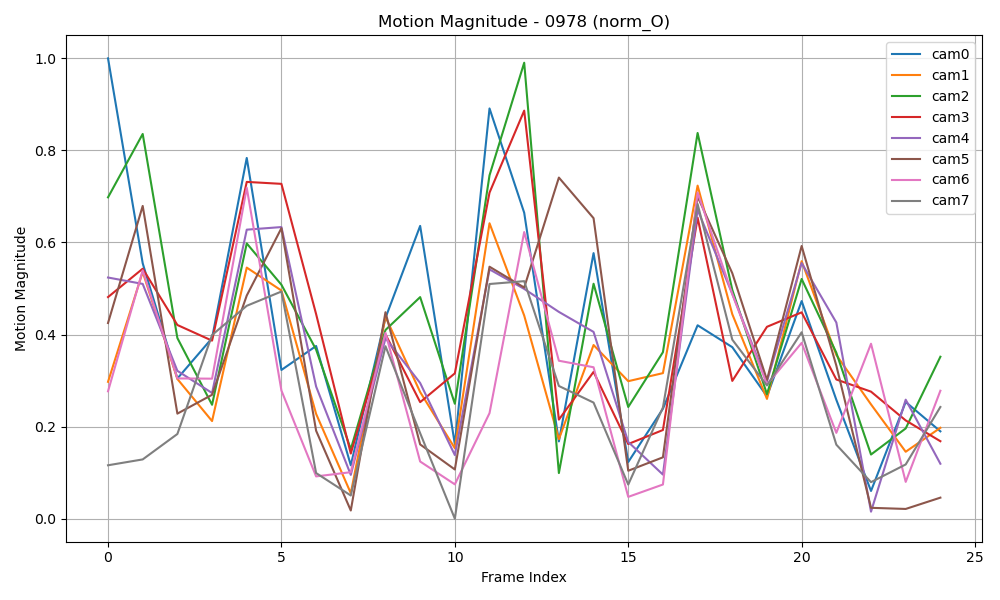 Motion Magnitude - 0978 (norm_O)
Motion Magnitude
1.0
0.8
0.6
0.4
0.2
0.0
0
5
10
15
20
25
Frame Index
cam0
cam1
cam2
cam3
cam4
cam5
cam6
cam7